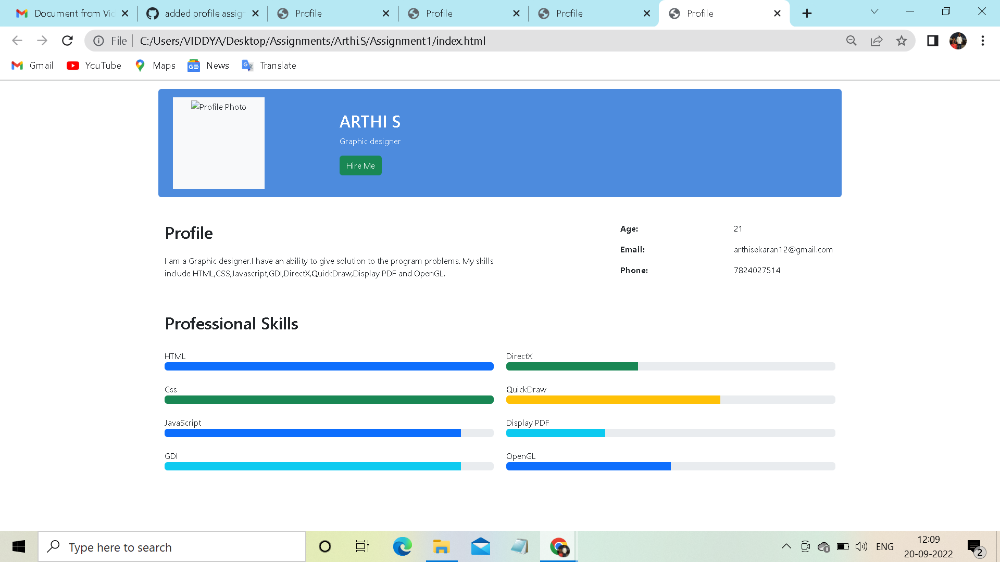 Document from Vic
added profile assign
Profile
Profile
Profile
Profile
File
C:/Users/VIDDYA/Desktop/Assignments/Arthi.S/Assignment1/index.html
Gmail
YouTube
Maps
News
Translate
Profile Photo
ARTHI S
Graphic designer
Hire Me
Profile
I am a Graphic designer.I have an ability to give solution to the program problems. My skills
include HTML,CSS,Javascript,GDI,DirectX,QuickDraw,Display PDF and OpenGL.
Age: 21
Email: arthisekaran12@gmail.com
Phone: 7824027514
Professional Skills
HTML
DirectX
Css
QuickDraw
JavaScript
Display PDF
GDI
OpenGL
Type here to search
ENG
12:09
20-09-2022
2